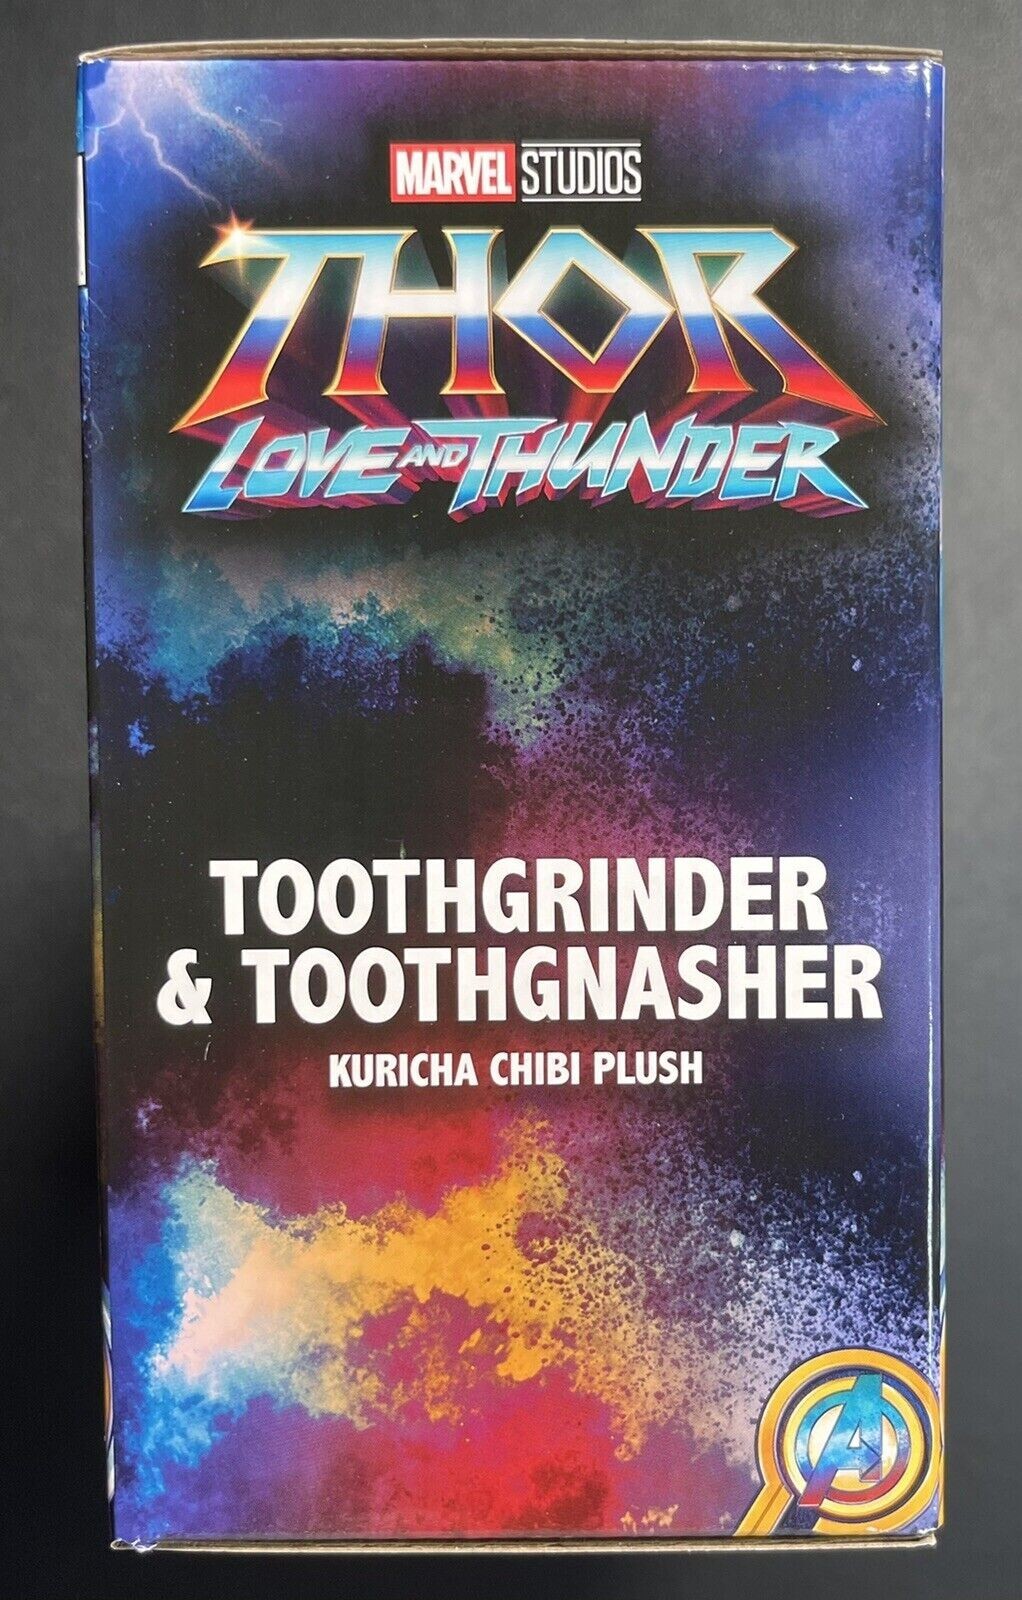 MARVEL STUDIOS
THOR
LOVE AND THUNDER
TOOTHGRINDER
& TOOTHGNASHER
KURICHA CHIBI PLUSH
A